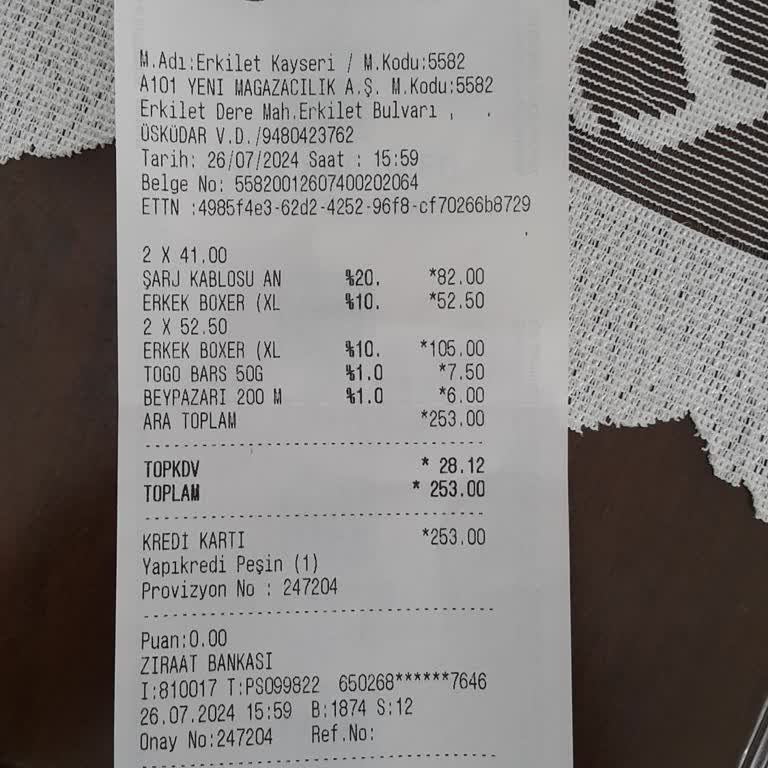 M.Adı:Erkilet Kayseri / M.Kodu:5582
A101 YENİ MAGAZACILIK A.Ş. M.Kodu:5582
Erkilet Dere Mah.Erkilet Bulvarı ,  .
ÜSKÜDAR V.D./9480423762
Tarih: 26/07/2024 Saat : 15:59
Belge No: 55820012607400202064
ETTN :4985f4e3-62d2-4252-96f8-cf70266b8729
2 X 41.00
ŞARJ KABLOSU AN %20. *82.00
ERKEK BOXER (XL %10. *52.50
2 X 52.50
ERKEK BOXER (XL %10. *105.00
TOGO BARS 50G %1.0 *7.50
BEYPAZARI 200 M %1.0 *6.00
ARA TOPLAM *253.00
TOPKDV * 28.12
TOPLAM * 253.00
KREDİ KARTI *253.00
Yapıkredi Peşin (1)
Provizyon No : 247204
Puan:0.00
ZİRAAT BANKASI
I:810017 T:PS099822 650268******7646
26.07.2024 15:59 B:1874 S:12
Onay No:247204 Ref.No: